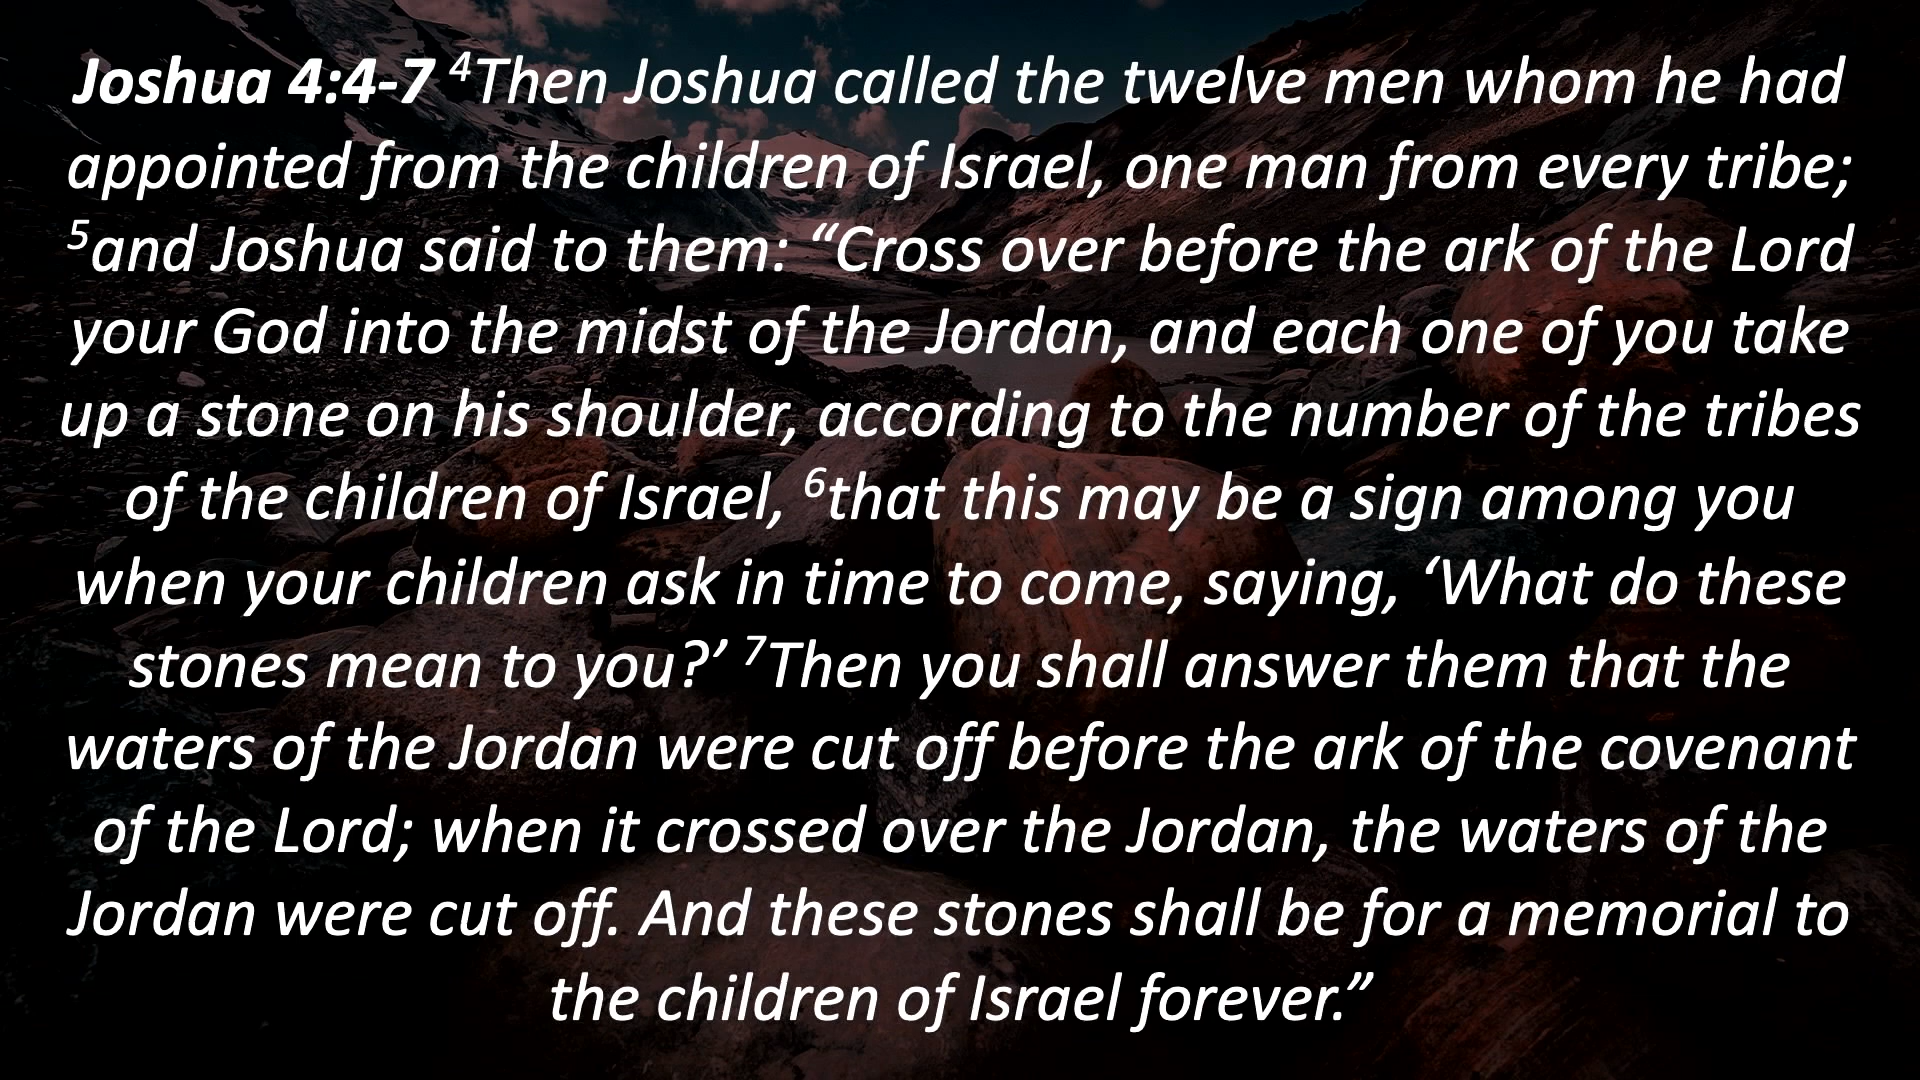 Joshua 4:4-7 ⁴Then Joshua called the twelve men whom he had
appointed from the children of Israel, one man from every tribe;
⁵and Joshua said to them: “Cross over before the ark of the Lord
your God into the midst of the Jordan, and each one of you take
up a stone on his shoulder, according to the number of the tribes
of the children of Israel, ⁶that this may be a sign among you
when your children ask in time to come, saying, ‘What do these
stones mean to you?’ ⁷Then you shall answer them that the
waters of the Jordan were cut off before the ark of the covenant
of the Lord; when it crossed over the Jordan, the waters of the
Jordan were cut off. And these stones shall be for a memorial to
the children of Israel forever.”